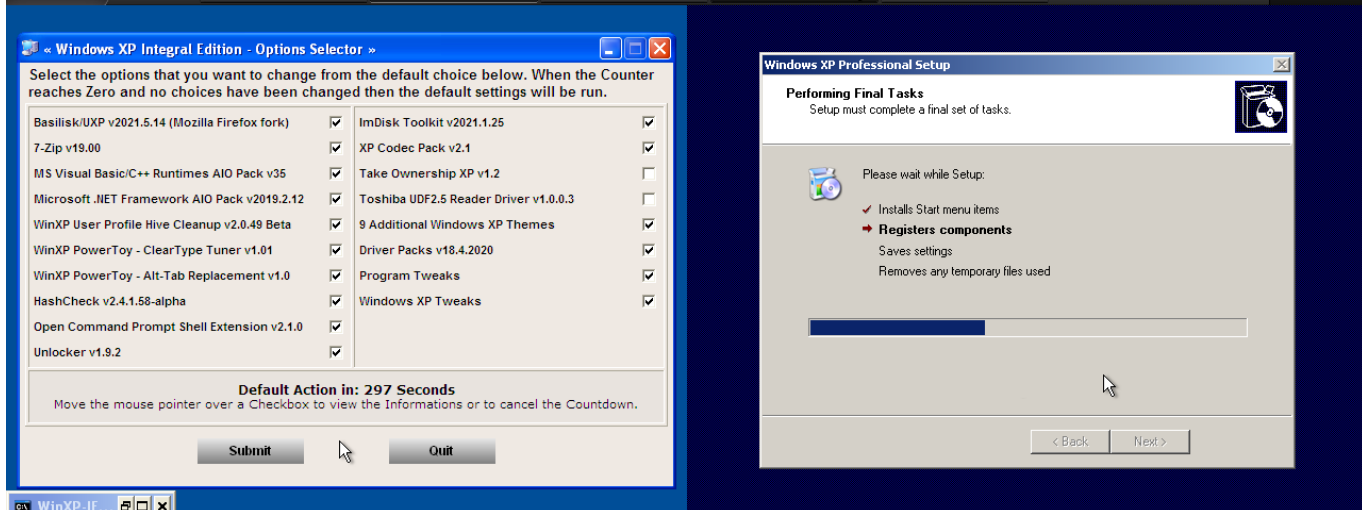 « Windows XP Integral Edition - Options Selector »
Select the options that you want to change from the default choice below. When the Counter
reaches Zero and no choices have been changed then the default settings will be run.
Basilisk/UXP v2021.5.14 (Mozilla Firefox fork)
7-Zip v19.00
MS Visual Basic/C++ Runtimes AIO Pack v35
Microsoft .NET Framework AIO Pack v2019.2.12
WinXP User Profile Hive Cleanup v2.0.49 Beta
WinXP PowerToy - ClearType Tuner v1.01
WinXP PowerToy - Alt-Tab Replacement v1.0
HashCheck v2.4.1.58-alpha
Open Command Prompt Shell Extension v2.1.0
Unlocker v1.9.2
ImDisk Toolkit v2021.1.25
XP Codec Pack v2.1
Take Ownership XP v1.2
Toshiba UDF2.5 Reader Driver v1.0.0.3
9 Additional Windows XP Themes
Driver Packs v18.4.2020
Program Tweaks
Windows XP Tweaks
Default Action in: 297 Seconds
Move the mouse pointer over a Checkbox to view the Informations or to cancel the Countdown.
Submit
Quit
Windows XP Professional Setup
Performing Final Tasks
Setup must complete a final set of tasks.
Please wait while Setup:
Installs Start menu items
Registers components
Saves settings
Removes any temporary files used
< Back
Next >